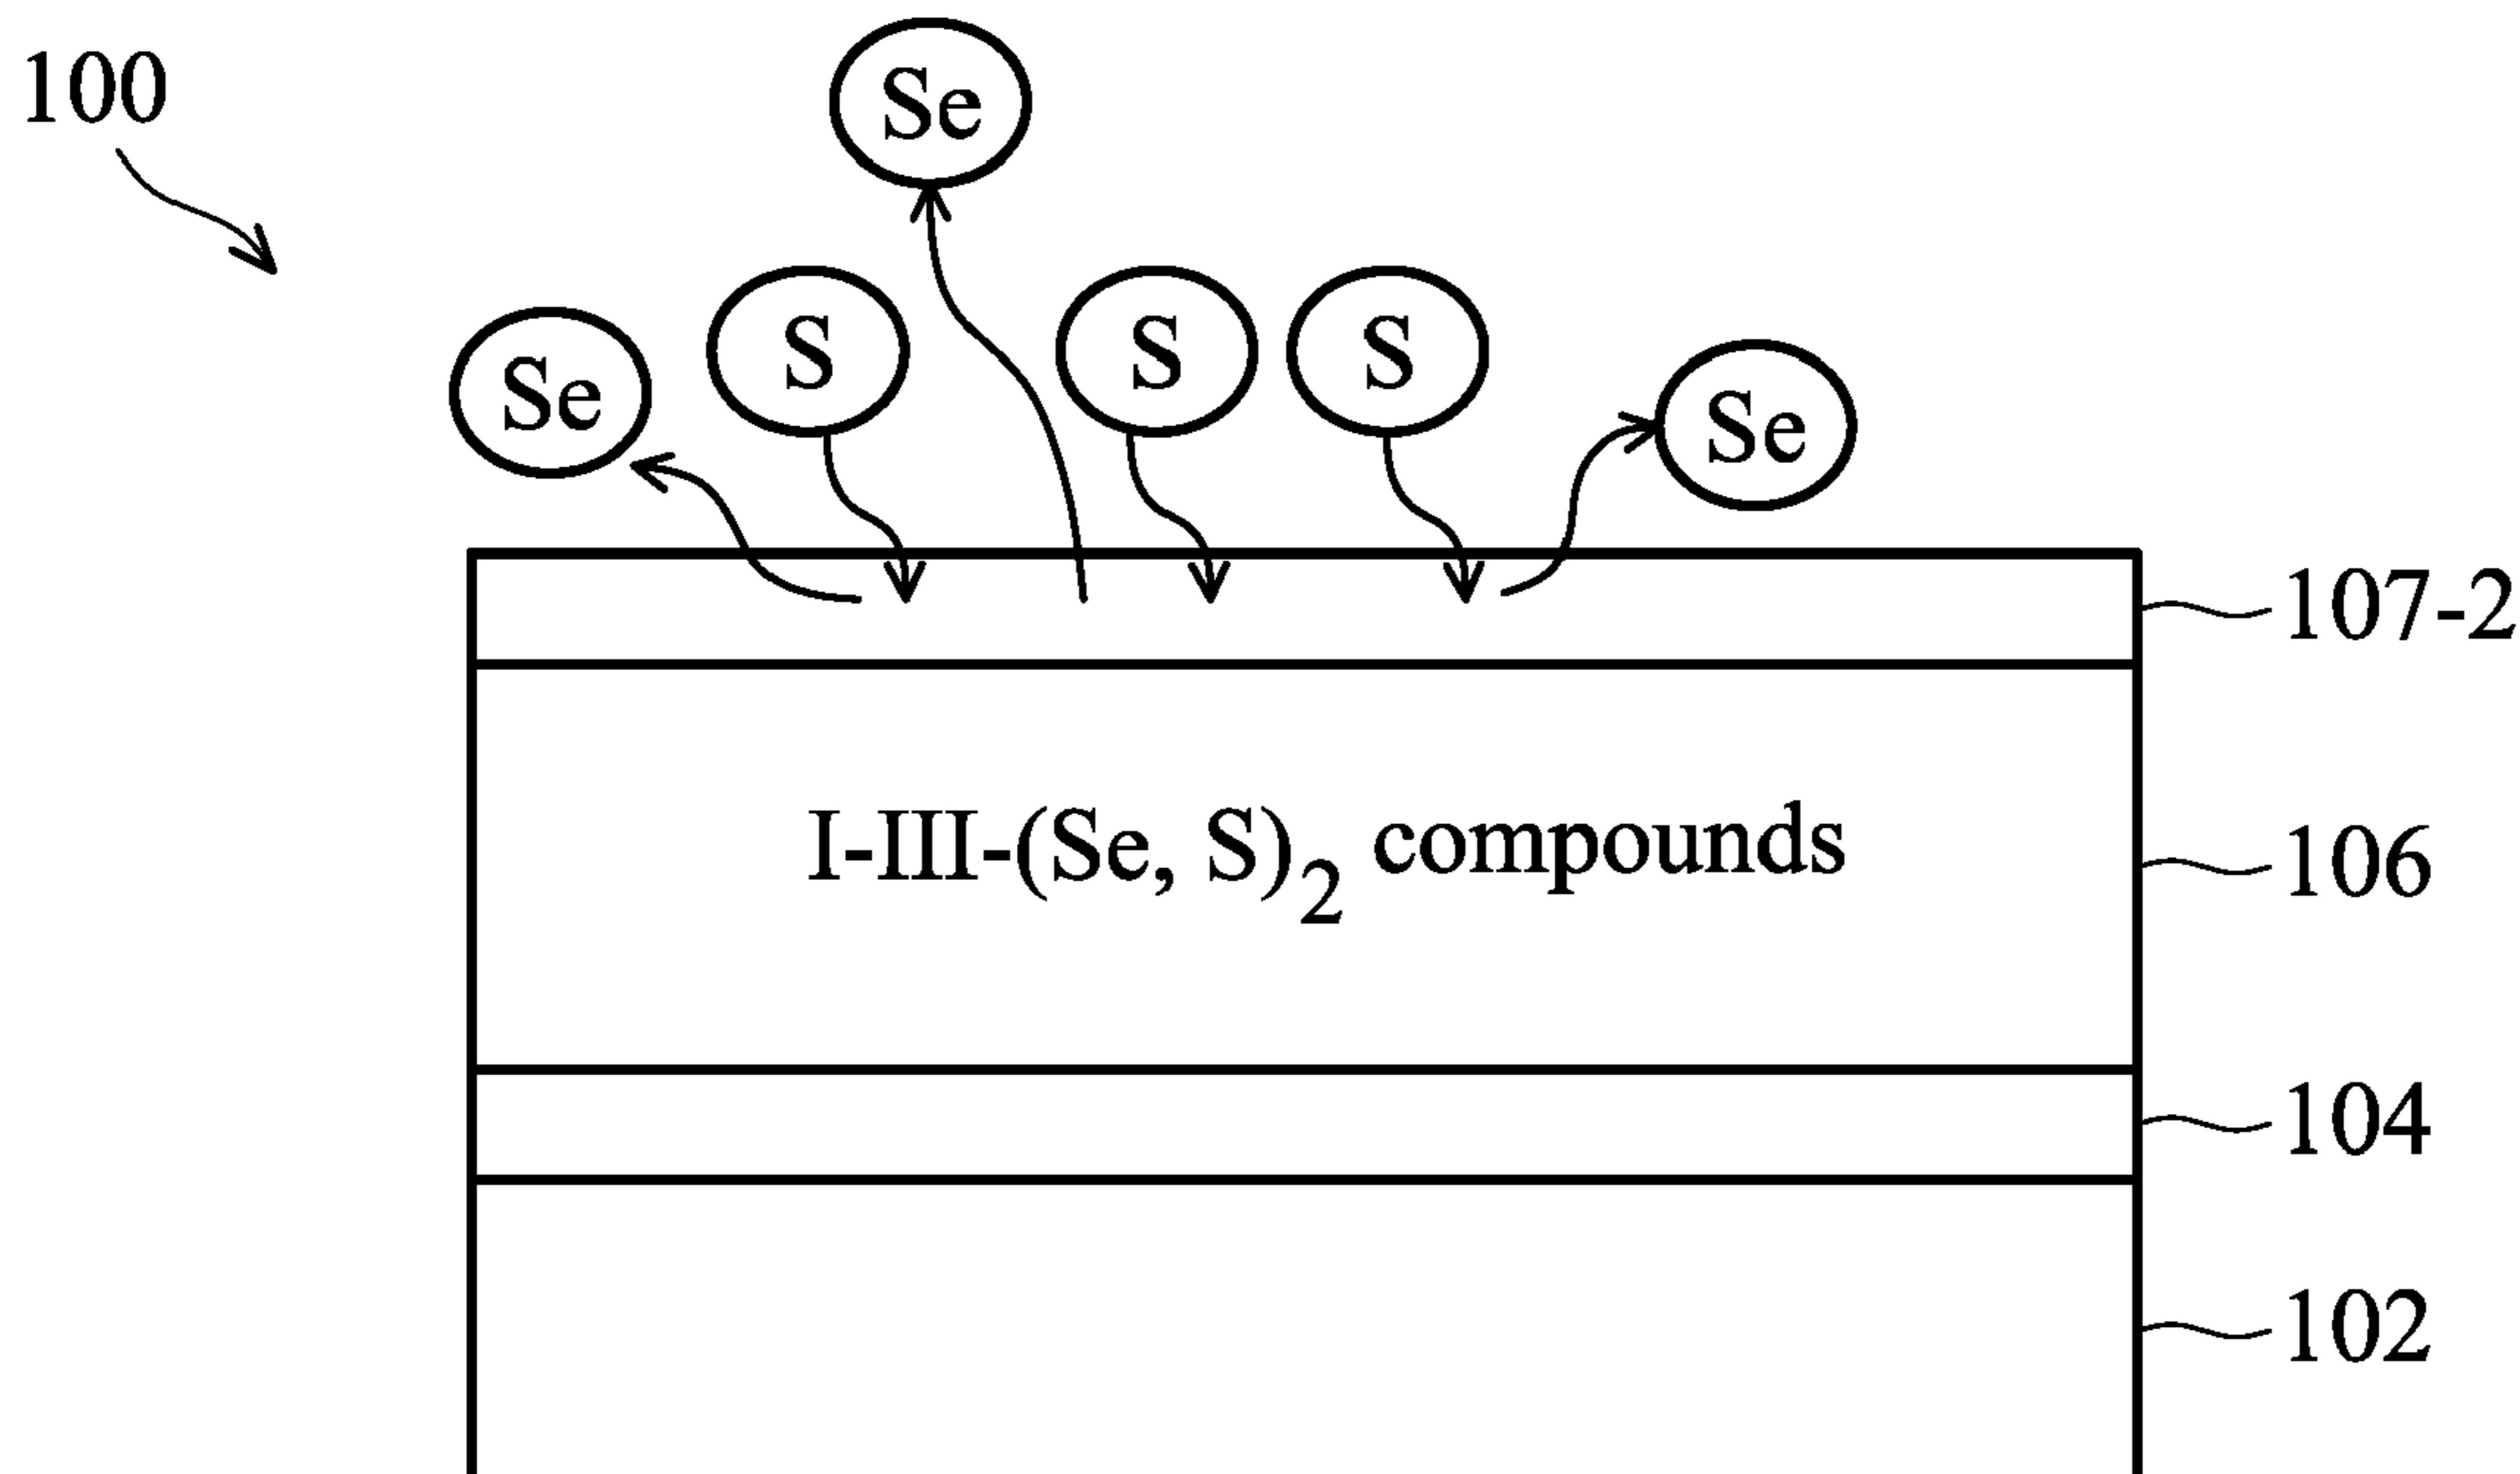 100
Se
S
S
S
Se
Se
107-2
I-III-(Se, S)₂ compounds
106
104
102